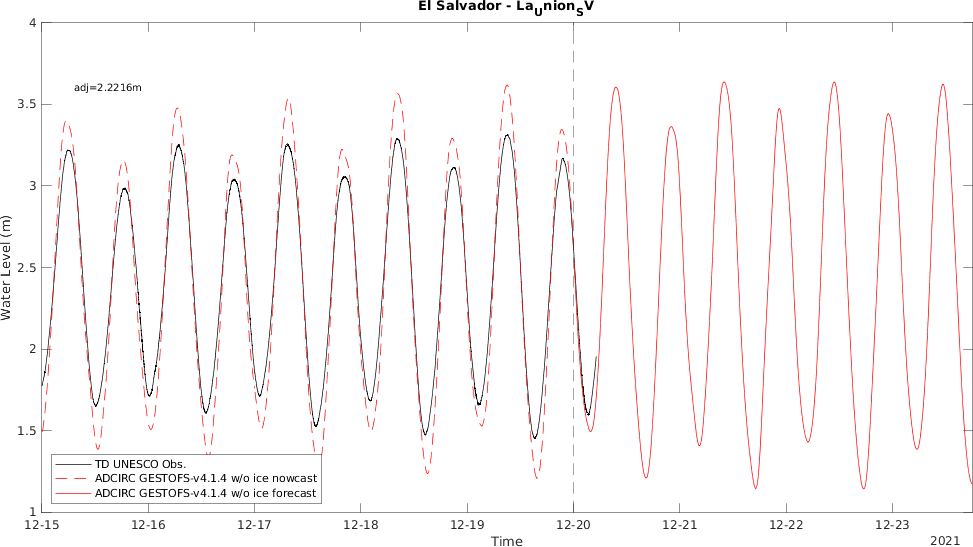 El Salvador - LaUnionSV
4
adj=2.2216m
3.5
3
2.5
2
1.5
1
Water Level (m)
TD UNESCO Obs.
ADCIRC GESTOFS-v4.1.4 w/o ice nowcast
ADCIRC GESTOFS-v4.1.4 w/o ice forecast
12-15 12-16 12-17 12-18 12-19 12-20 12-21 12-22 12-23
Time
2021